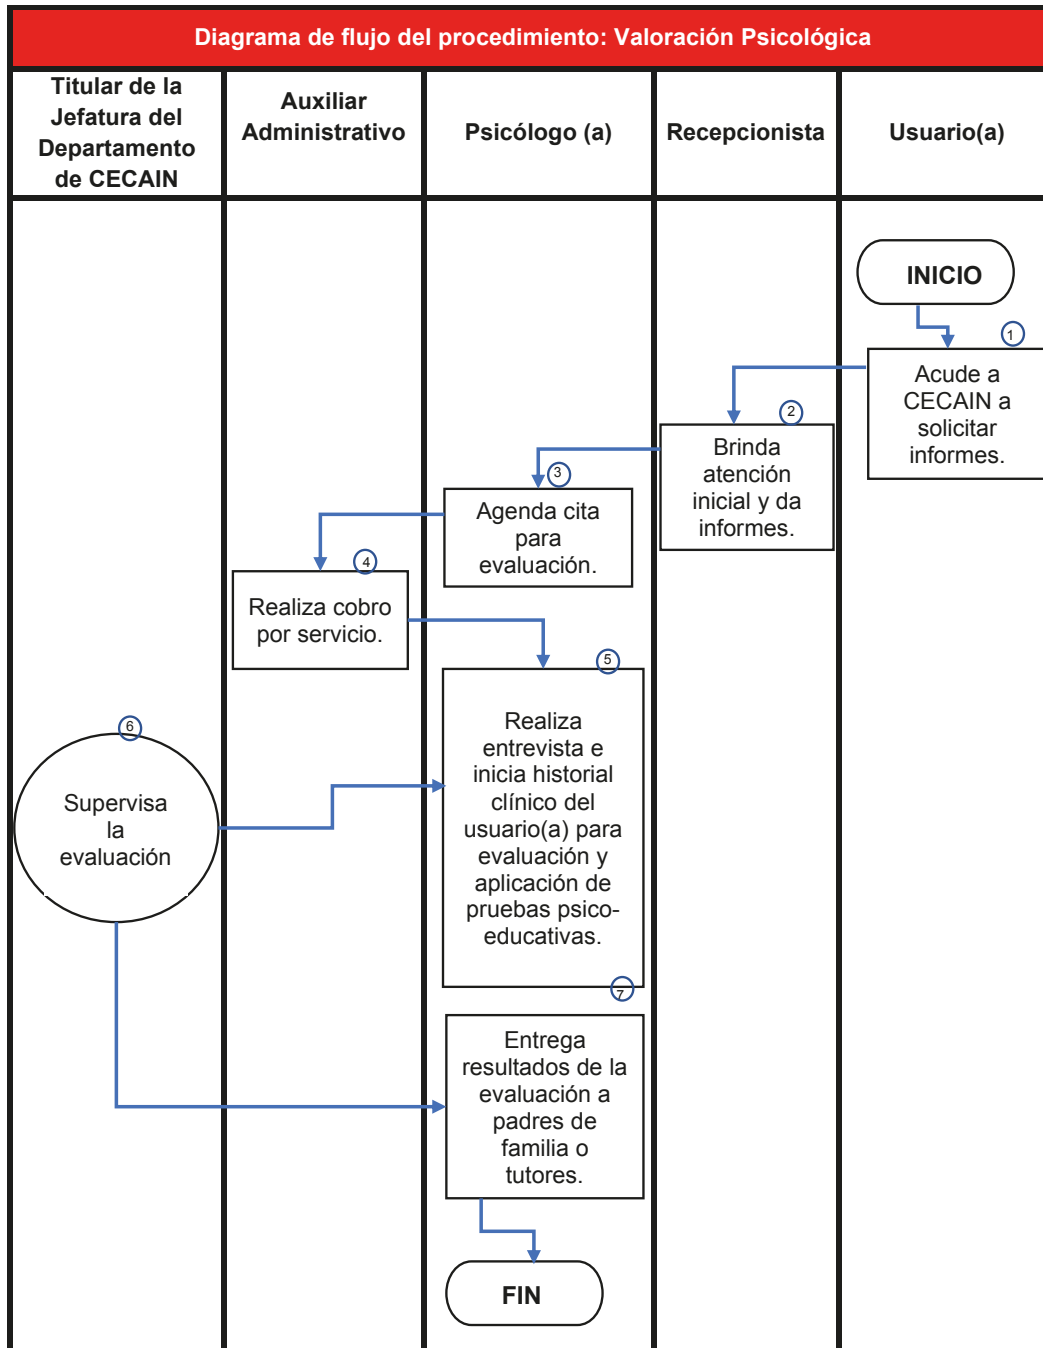 Diagrama de flujo del procedimiento: Valoración Psicológica
Titular de la
Jefatura del
Departamento
de CECAIN
Auxiliar
Administrativo
Psicólogo (a)
Recepcionista
Usuario(a)
INICIO
1
Acude a
CECAIN a
solicitar
informes.
2
Brinda
atención
inicial y da
informes.
3
Agenda cita
para
evaluación.
4
Realiza cobro
por servicio.
5
Realiza
entrevista e
inicia historial
clínico del
usuario(a) para
evaluación y
aplicación de
pruebas psico-
educativas.
6
Supervisa
la
evaluación
7
Entrega
resultados de la
evaluación a
padres de
familia o
tutores.
FIN